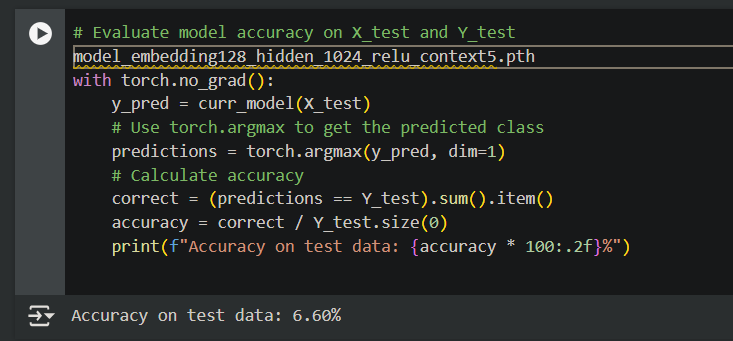 # Evaluate model accuracy on X_test and Y_test
model_embedding128_hidden_1024_relu_context5.pth
with torch.no_grad():
    y_pred = curr_model(X_test)
    # Use torch.argmax to get the predicted class
    predictions = torch.argmax(y_pred, dim=1)
    # Calculate accuracy
    correct = (predictions == Y_test).sum().item()
    accuracy = correct / Y_test.size(0)
    print(f"Accuracy on test data: {accuracy * 100:.2f}%")
Accuracy on test data: 6.60%